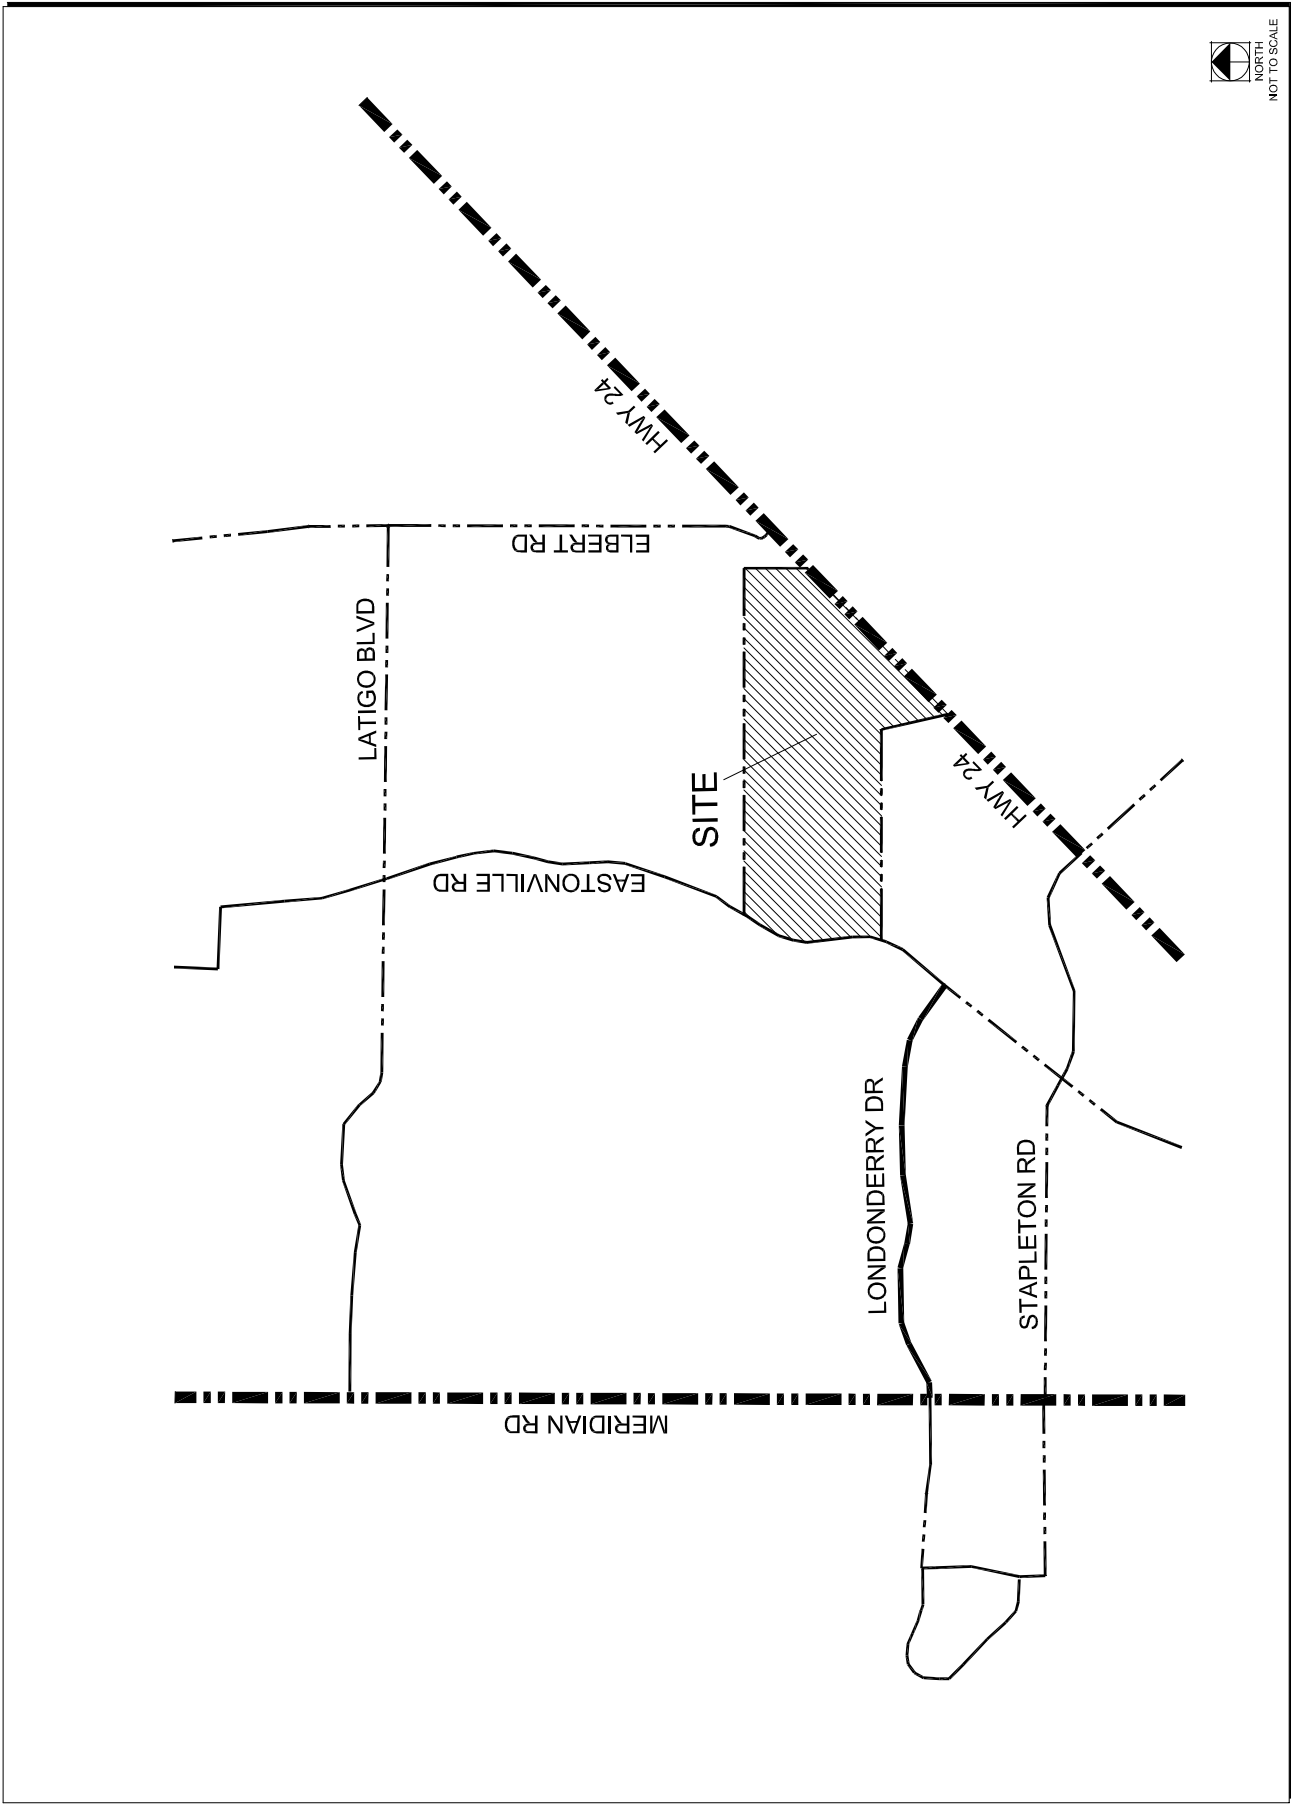 NORTH
NOT TO SCALE
HWY 24
ELBERT RD
LATIGO BLVD
SITE
HWY 24
EASTONVILLE RD
LONDONDERRY DR
STAPLETON RD
MERIDIAN RD